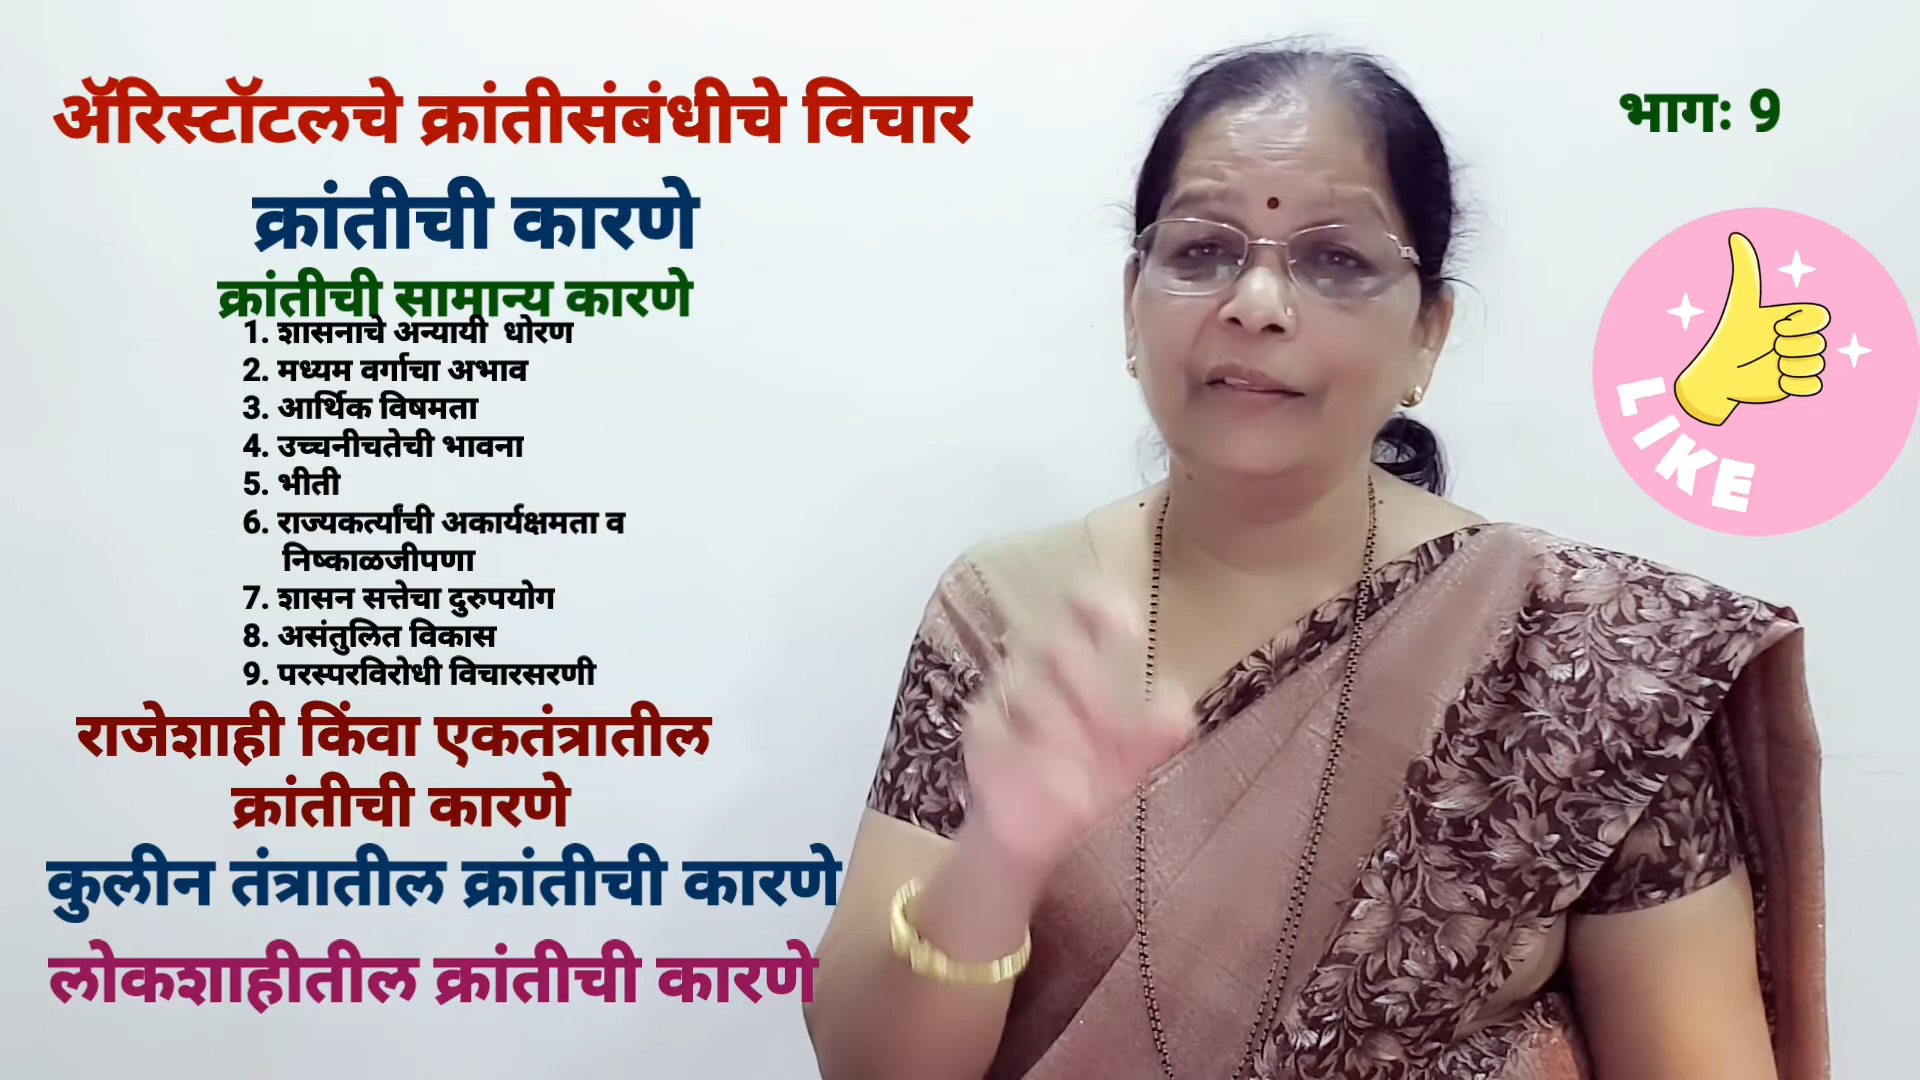 ॲरिस्टॉटलचे क्रांतीसंबंधीचे विचार
भागः 9
क्रांतीची कारणे
क्रांतीची सामान्य कारणे
1. शासनाचे अन्यायी धोरण
2. मध्यम वर्गाचा अभाव
3. आर्थिक विषमता
4. उच्चनीचतेची भावना
5. भीती
6. राज्यकर्त्यांची अकार्यक्षमता व
निष्काळजीपणा
7. शासन सत्तेचा दुरुपयोग
8. असंतुलित विकास
9. परस्परविरोधी विचारसरणी
राजेशाही किंवा एकतंत्रातील
क्रांतीची कारणे
कुलीन तंत्रातील क्रांतीची कारणे
लोकशाहीतील क्रांतीची कारणे
LIKE